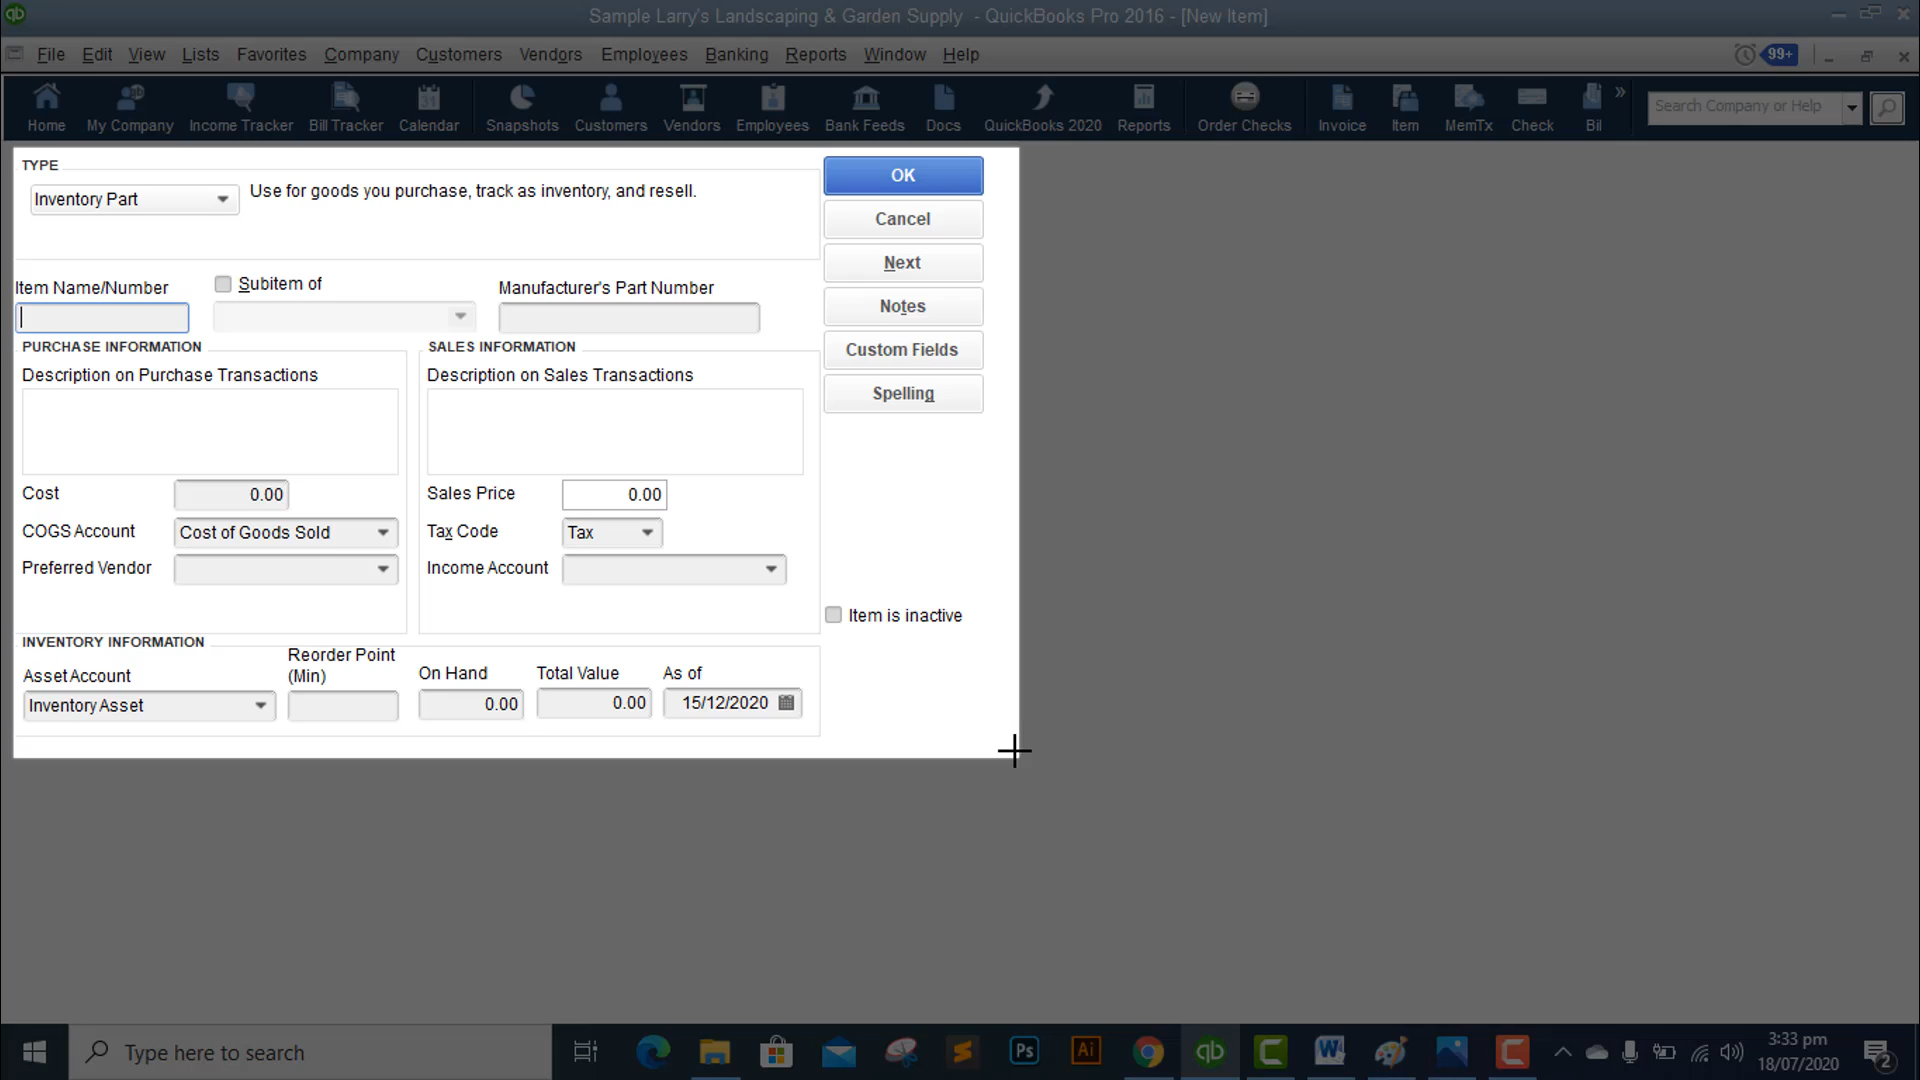 qb Sample Larry's Landscaping & Garden Supply - QuickBooks Pro 2016 - [New Item]
File Edit View Lists Favorites Company Customers Vendors Employees Banking Reports Window Help 99+
Home My Company Income Tracker Bill Tracker Calendar Snapshots Customers Vendors Employees Bank Feeds Docs QuickBooks 2020 Reports Order Checks Invoice Item MemTx Check Bil » Search Company or Help
TYPE
Inventory Part Use for goods you purchase, track as inventory, and resell.
OK
Cancel
Next
Notes
Custom Fields
Spelling
Item Name/Number Subitem of Manufacturer's Part Number
PURCHASE INFORMATION SALES INFORMATION
Description on Purchase Transactions Description on Sales Transactions
Cost 0.00 Sales Price 0.00
COGS Account Cost of Goods Sold Tax Code Tax
Preferred Vendor Income Account
Item is inactive
INVENTORY INFORMATION
Asset Account Reorder Point (Min) On Hand Total Value As of
Inventory Asset 0.00 0.00 15/12/2020
Type here to search Ps Ai qb 3:33 pm
18/07/2020 2